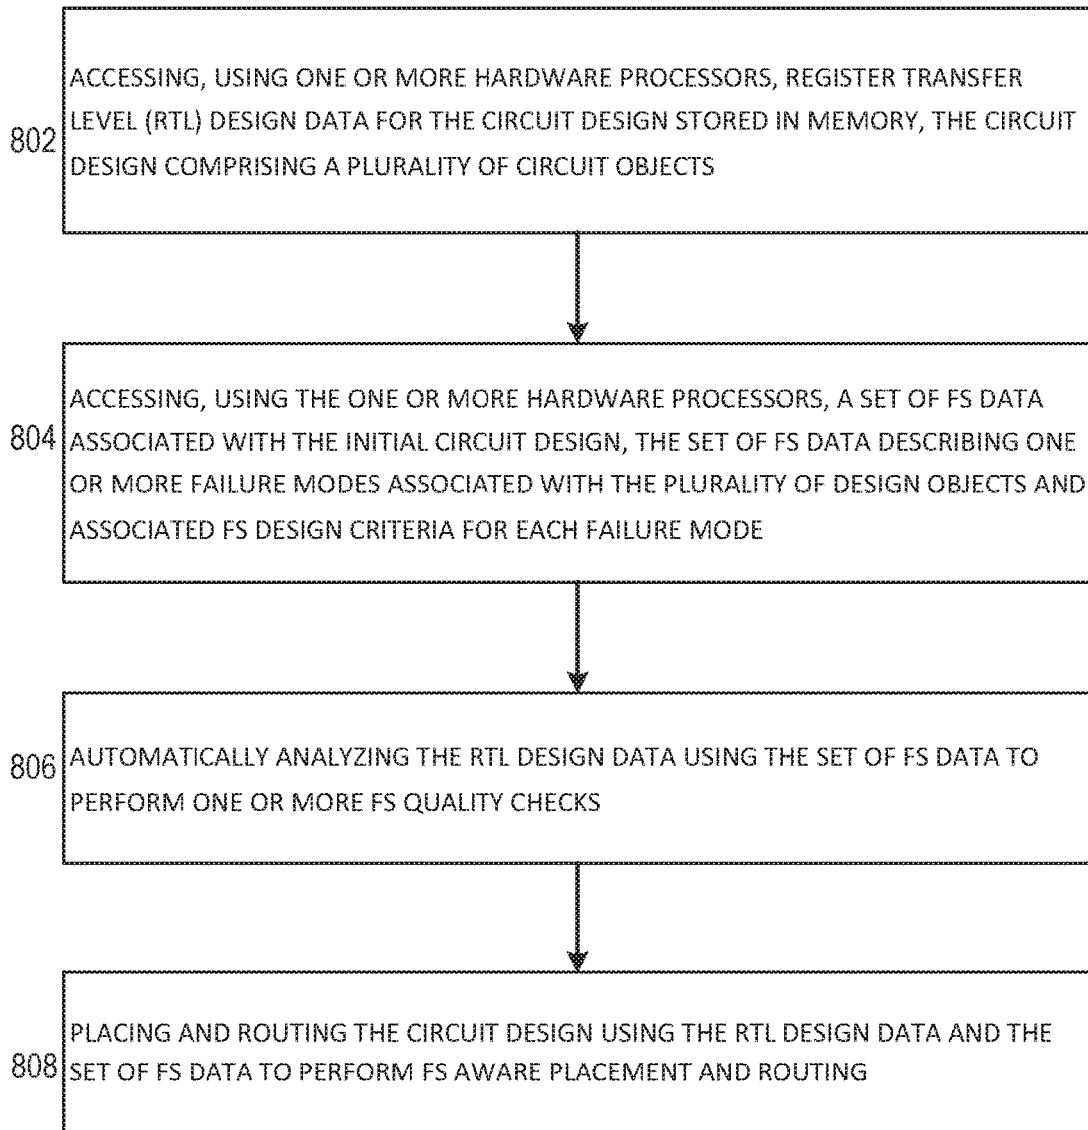 ACCESSING, USING ONE OR MORE HARDWARE PROCESSORS, REGISTER TRANSFER
802
LEVEL (RTL) DESIGN DATA FOR THE CIRCUIT DESIGN STORED IN MEMORY, THE CIRCUIT
DESIGN COMPRISING A PLURALITY OF CIRCUIT OBJECTS
ACCESSING, USING THE ONE OR MORE HARDWARE PROCESSORS, A SET OF FS DATA
804
ASSOCIATED WITH THE INITIAL CIRCUIT DESIGN, THE SET OF FS DATA DESCRIBING ONE
OR MORE FAILURE MODES ASSOCIATED WITH THE PLURALITY OF DESIGN OBJECTS AND
ASSOCIATED FS DESIGN CRITERIA FOR EACH FAILURE MODE
806
AUTOMATICALLY ANALYZING THE RTL DESIGN DATA USING THE SET OF FS DATA TO
PERFORM ONE OR MORE FS QUALITY CHECKS
PLACING AND ROUTING THE CIRCUIT DESIGN USING THE RTL DESIGN DATA AND THE
808
SET OF FS DATA TO PERFORM FS AWARE PLACEMENT AND ROUTING